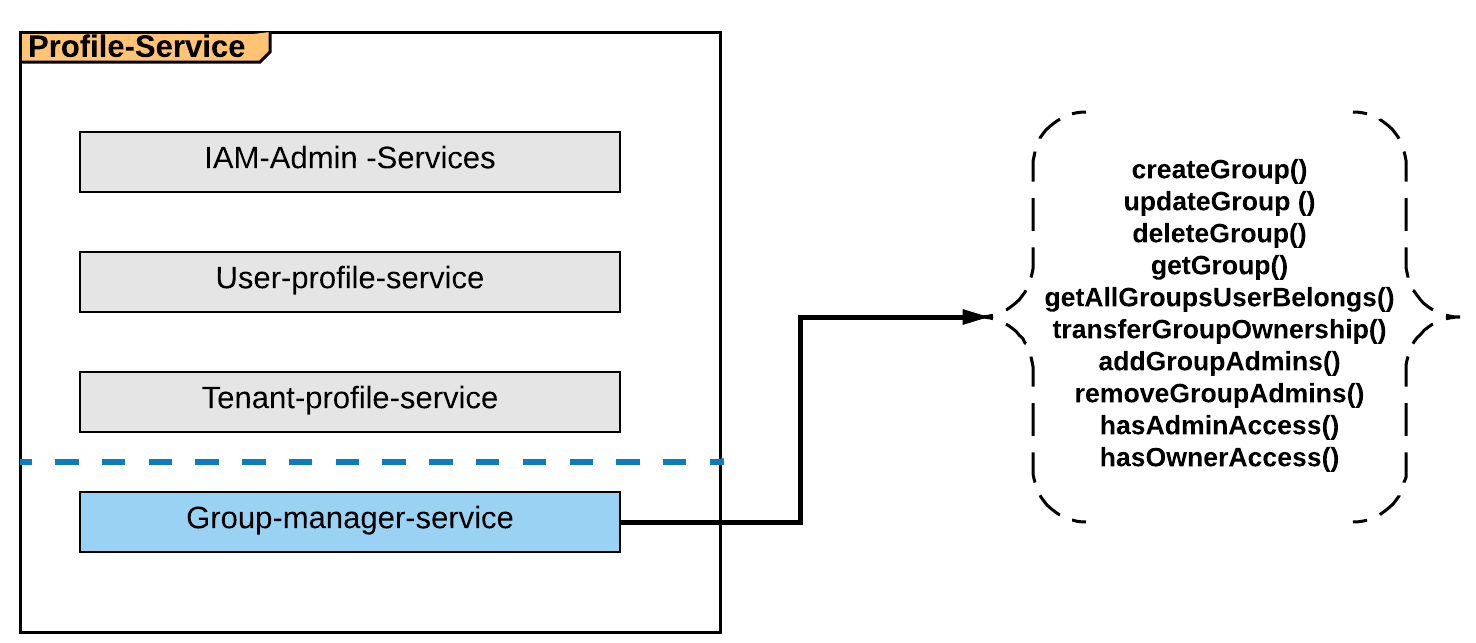 Profile-Service
IAM-Admin -Services
User-profile-service
Tenant-profile-service
Group-manager-service
createGroup()
updateGroup ()
deleteGroup()
getGroup()
getAllGroupsUserBelongs()
transferGroupOwnership()
addGroupAdmins()
removeGroupAdmins()
hasAdminAccess()
hasOwnerAccess()